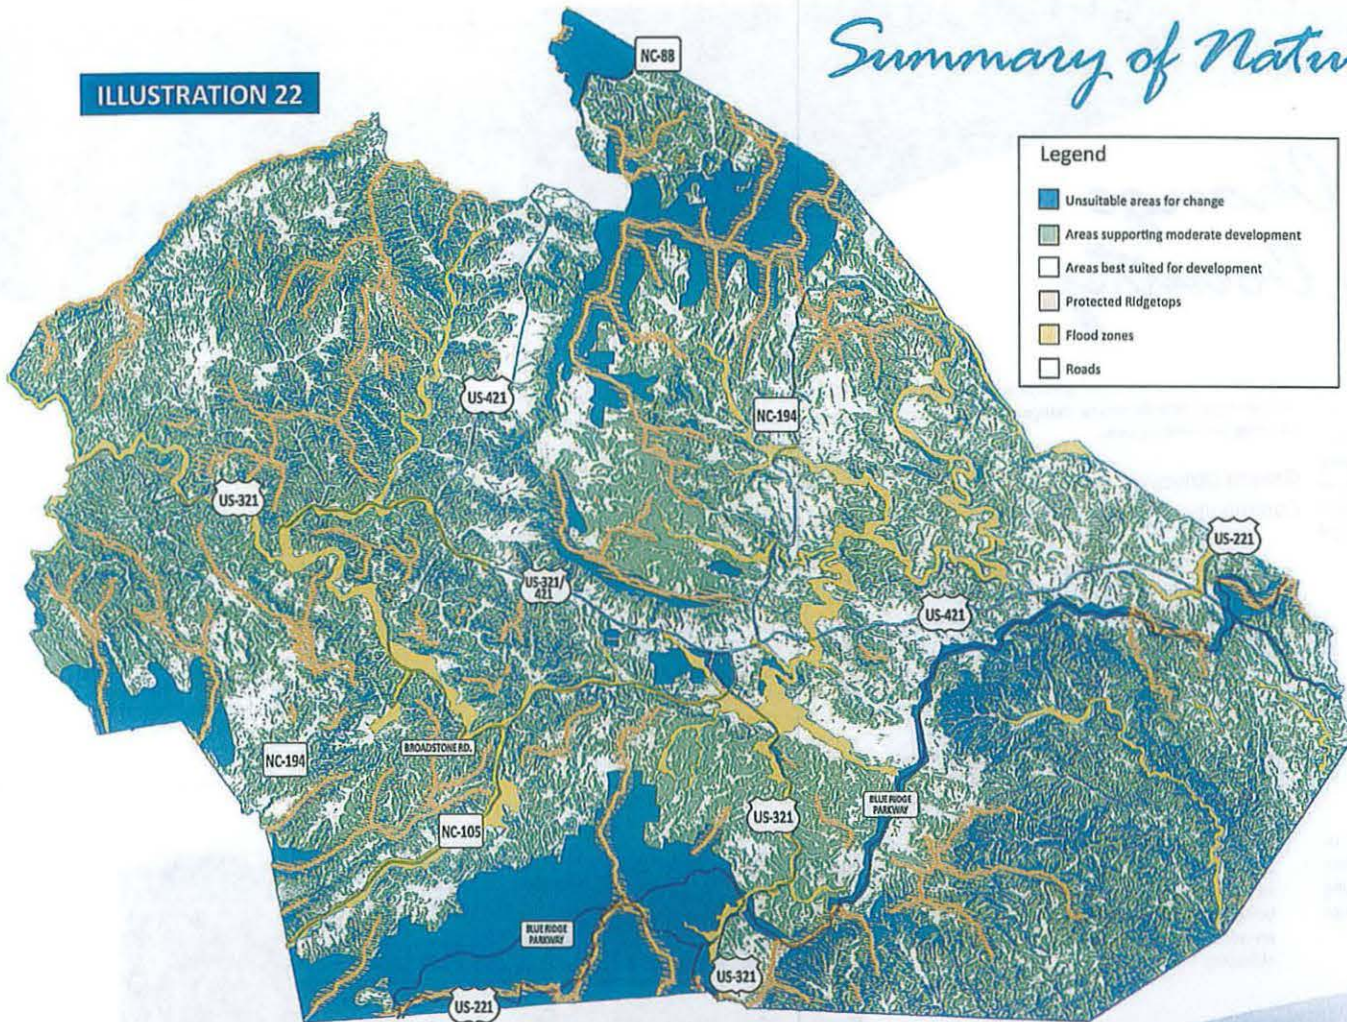 Summary of Natu
ILLUSTRATION 22
NC-88
Legend
Unsuitable areas for change
Areas supporting moderate development
Areas best suited for development
Protected Ridgetops
Flood zones
Roads
US-421
NC-194
US-321
US-221
US-321/
421
US-421
BROADSTONE RD.
NC-194
BLUE RIDGE
PARKWAY
US-321
NC-105
BLUE RIDGE
PARKWAY
US-321
US-221